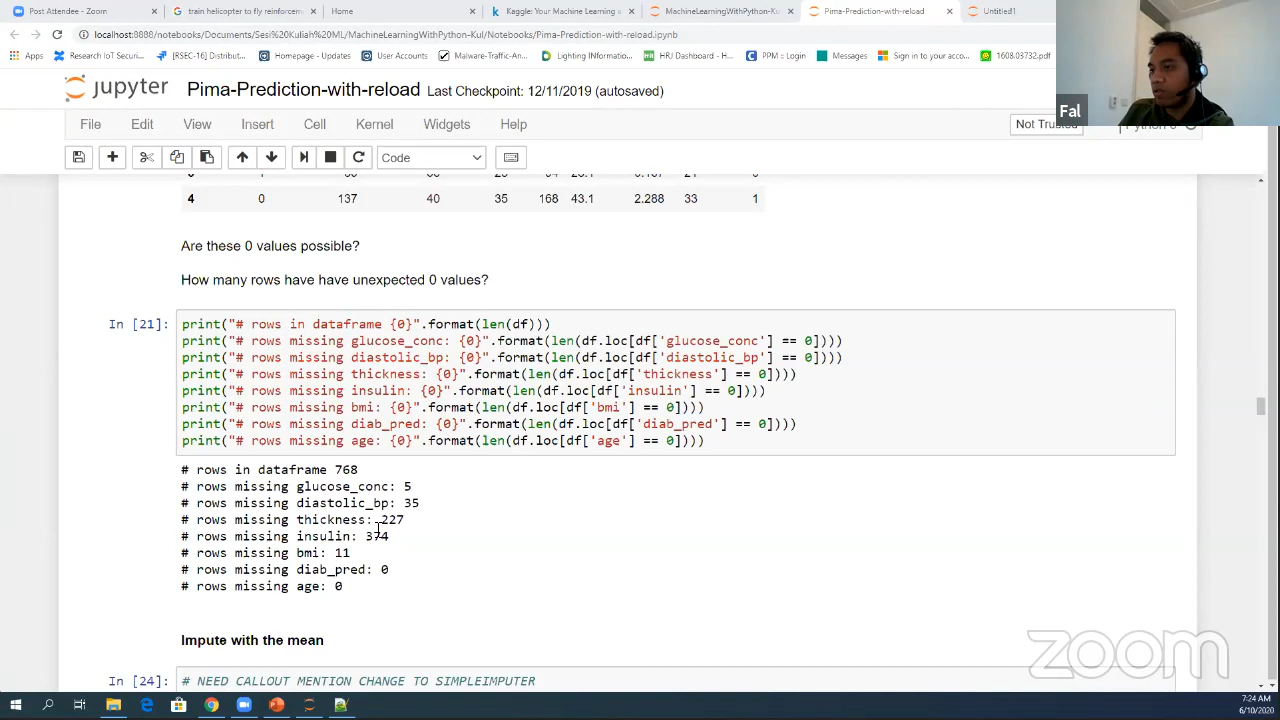 Post Attendee - Zoom
train helicopter to fly reinforcem
Home
Kaggle: Your Machine Learning a
MachineLearningWithPython-Kul
Pima-Prediction-with-reload
Untitled1
localhost:8888/notebooks/Documents/Sesi%20Kuliah%20ML/MachineLearningWithPython-Kul/Notebooks/Pima-Prediction-with-reload.ipynb
Research IoT Securi...
[RSEC-16] Distribut...
Homepage - Updates
User Accounts
Malware-Traffic-An...
Lighting INformatio...
HRJ Dashboard - H...
PPM :: Login
Messages
Sign in to your acco...
1608.03732.pdf
jupyter Pima-Prediction-with-reload Last Checkpoint: 12/11/2019 (autosaved)
Fal
File Edit View Insert Cell Kernel Widgets Help
Not Trusted
Code
4 0 137 40 35 168 43.1 2.288 33 1
Are these 0 values possible?
How many rows have have unexpected 0 values?
In [21]: print("# rows in dataframe {0}".format(len(df)))
print("# rows missing glucose_conc: {0}".format(len(df.loc[df['glucose_conc'] == 0])))
print("# rows missing diastolic_bp: {0}".format(len(df.loc[df['diastolic_bp'] == 0])))
print("# rows missing thickness: {0}".format(len(df.loc[df['thickness'] == 0])))
print("# rows missing insulin: {0}".format(len(df.loc[df['insulin'] == 0])))
print("# rows missing bmi: {0}".format(len(df.loc[df['bmi'] == 0])))
print("# rows missing diab_pred: {0}".format(len(df.loc[df['diab_pred'] == 0])))
print("# rows missing age: {0}".format(len(df.loc[df['age'] == 0])))
# rows in dataframe 768
# rows missing glucose_conc: 5
# rows missing diastolic_bp: 35
# rows missing thickness: 227
# rows missing insulin: 374
# rows missing bmi: 11
# rows missing diab_pred: 0
# rows missing age: 0
Impute with the mean
zoom
In [24]: # NEED CALLOUT MENTION CHANGE TO SIMPLEIMPUTER
7:24 AM
6/10/2020